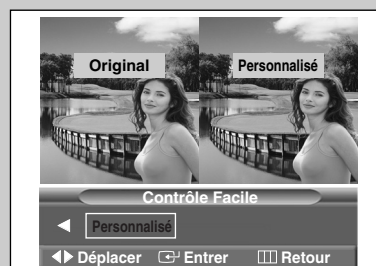 Original Personnalisé
Contrôle Facile
Personnalisé
Déplacer Entrer Retour